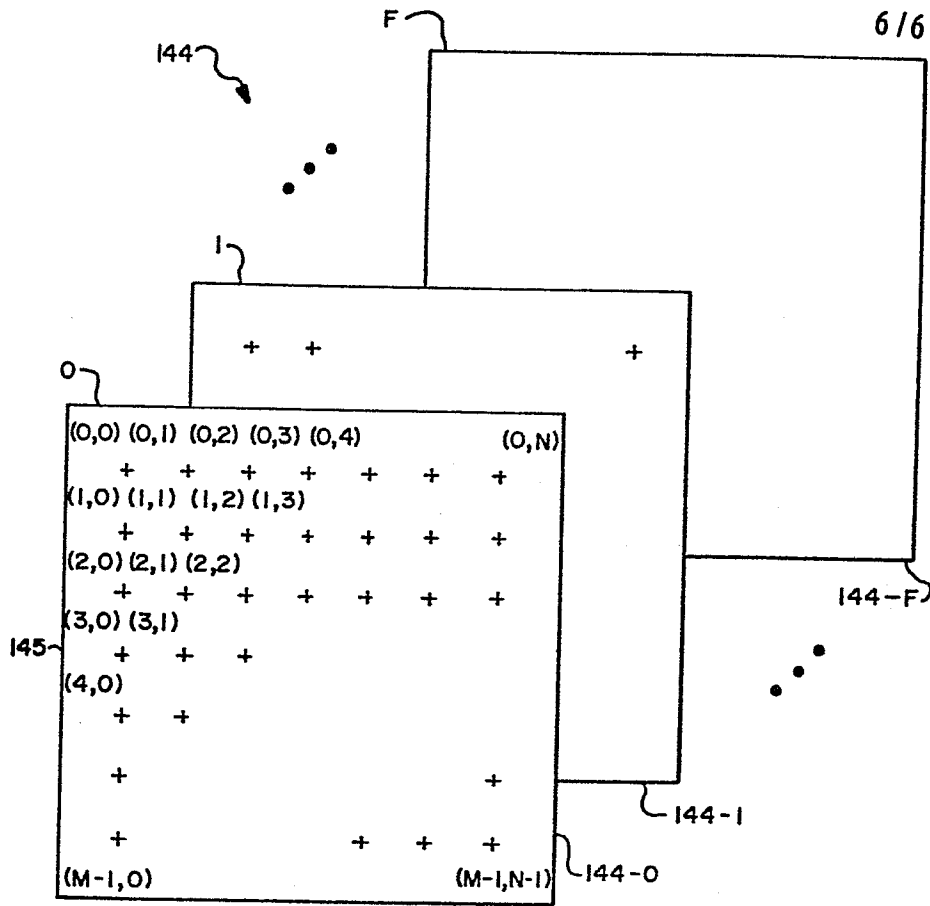 6/6
F
144
1
0
(0,0) (0,1) (0,2) (0,3) (0,4) (0,N)
+ + + + + + +
(1,0) (1,1) (1,2) (1,3)
+ + + + + + +
(2,0) (2,1) (2,2)
+ + + + + + +
144-F
(3,0) (3,1)
145
+ + +
(4,0)
+ +
+ +
144-1
+ + + +
144-0
(M-1,0) (M-1,N-1)